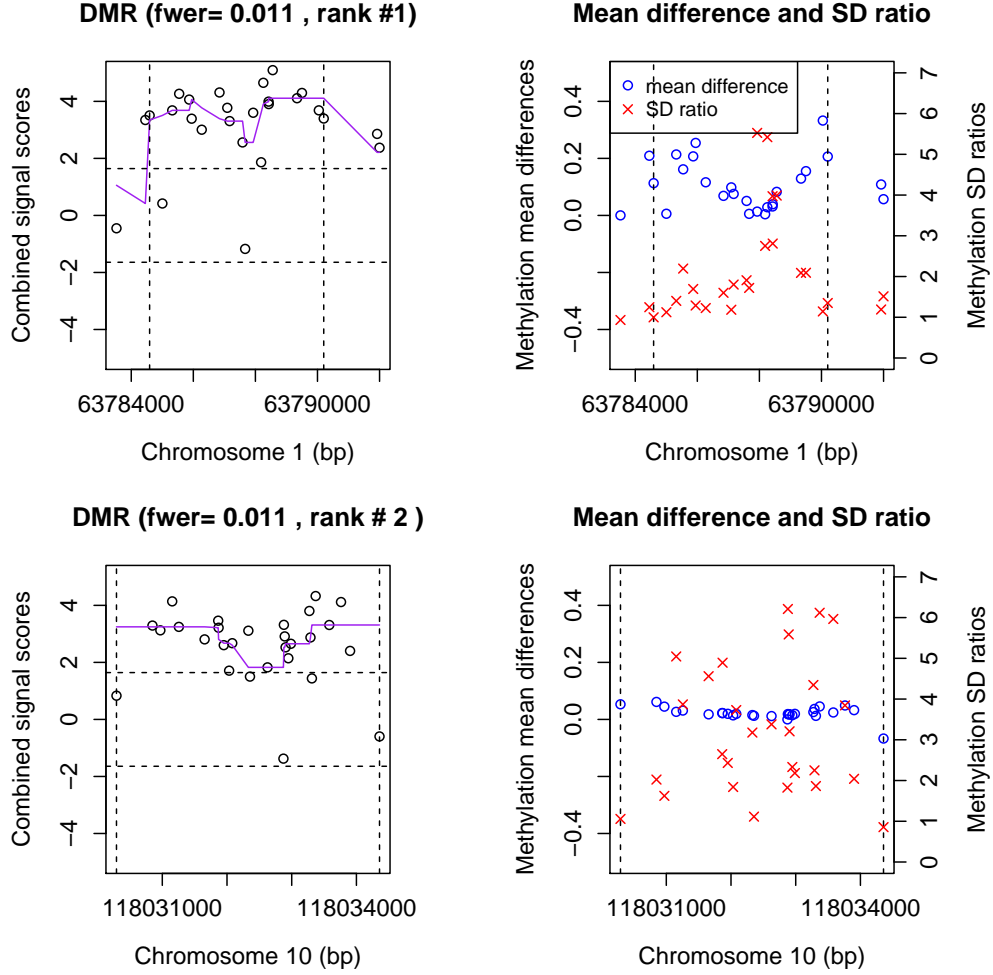 DMR (fwer= 0.011 , rank #1)
Combined signal scores
4
2
0
−2
−4
63784000
63790000
Chromosome 1 (bp)
Mean difference and SD ratio
mean difference
SD ratio
Methylation mean differences
0.4
0.2
0.0
−0.4
Methylation SD ratios
7
6
5
4
3
2
1
0
63784000
63790000
Chromosome 1 (bp)
DMR (fwer= 0.011 , rank # 2 )
Combined signal scores
4
2
0
−2
−4
118031000
118034000
Chromosome 10 (bp)
Mean difference and SD ratio
Methylation mean differences
0.4
0.2
0.0
−0.4
Methylation SD ratios
7
6
5
4
3
2
1
0
118031000
118034000
Chromosome 10 (bp)